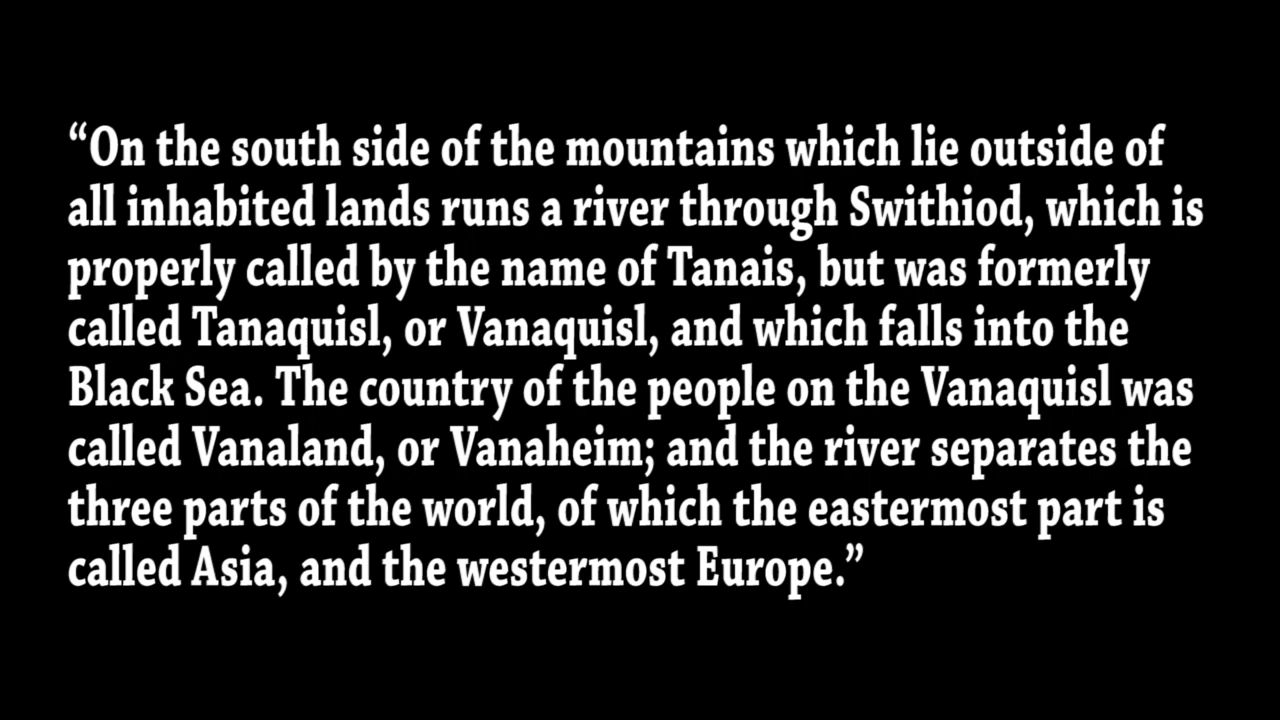 “On the south side of the mountains which lie outside of
all inhabited lands runs a river through Swithiod, which is
properly called by the name of Tanais, but was formerly
called Tanaquisl, or Vanaquisl, and which falls into the
Black Sea. The country of the people on the Vanaquisl was
called Vanaland, or Vanaheim; and the river separates the
three parts of the world, of which the eastermost part is
called Asia, and the westermost Europe.”